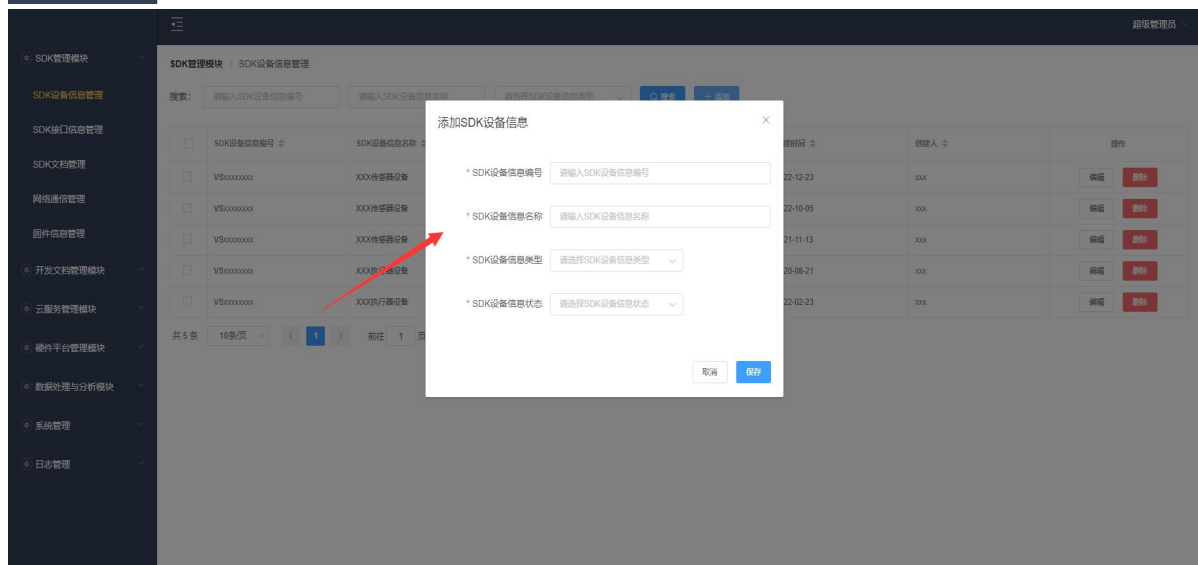 超级管理员
SDK管理模块
SDK设备信息管理
SDK接口信息管理
SDK文档管理
网络通信管理
固件信息管理
开发文档管理模块
云服务管理模块
硬件平台管理模块
数据处理与分析模块
系统管理
日志管理
SDK管理模块 > SDK设备信息管理
搜索： 请输入SDK设备信息编号 请输入SDK设备信息名称 请选择SDK设备信息类型 搜索 + 添加
SDK设备信息编号 SDK设备信息名称 建时间 创建人 操作
VSxxxxxxxx XXX传感器设备 22-12-23 xxx 编辑 删除
VSxxxxxxxx XXX传感器设备 22-10-05 xxx 编辑 删除
VSxxxxxxxx XXX传感器设备 21-11-13 xxx 编辑 删除
VSxxxxxxxx XXX执行器设备 20-08-21 xxx 编辑 删除
VSxxxxxxxx XXX执行器设备 22-02-23 xxx 编辑 删除
共 5 条 10条/页 < 1 > 前往 1 页
添加SDK设备信息 ×
* SDK设备信息编号 请输入SDK设备信息编号
* SDK设备信息名称 请输入SDK设备信息名称
* SDK设备信息类型 请选择SDK设备信息类型
* SDK设备信息状态 请选择SDK设备信息状态
取消 保存